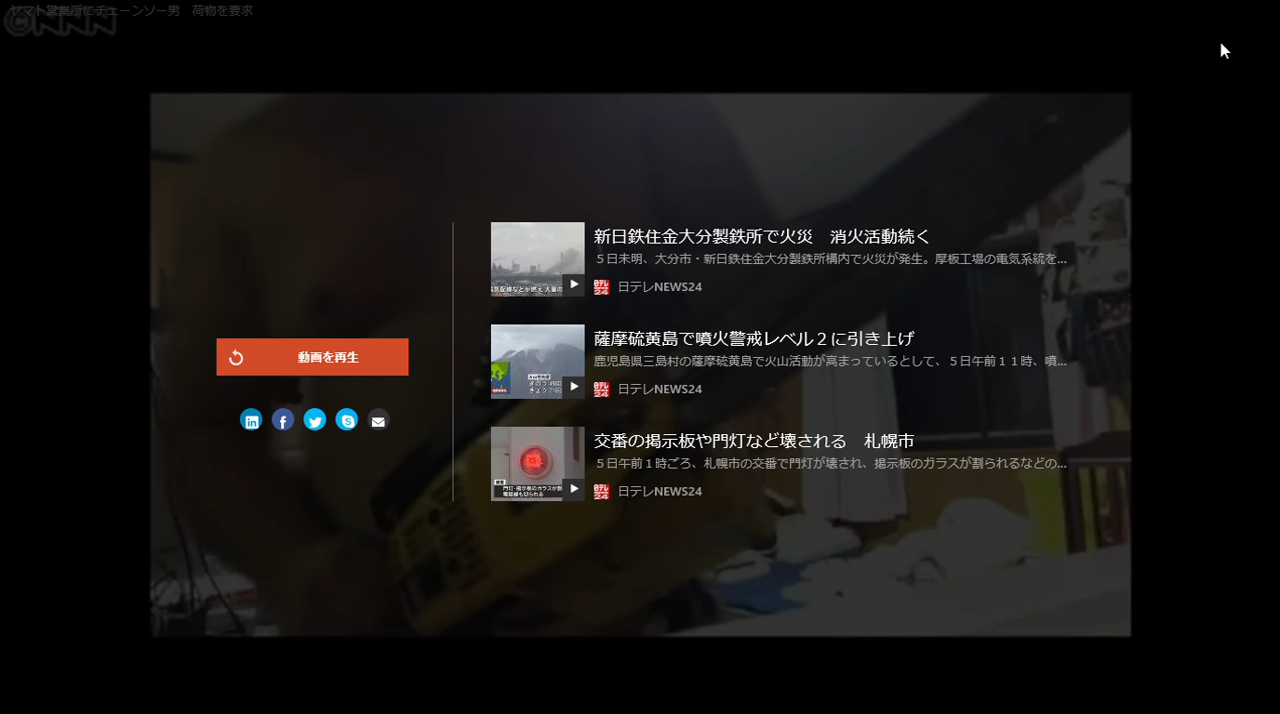 ヤマト営業所にチェーンソー男　荷物を要求
©NNN
動画を再生
新日鉄住金大分製鉄所で火災　消火活動続く
５日未明、大分市・新日鉄住金大分製鉄所構内で火災が発生。厚板工場の電気系統を...
日テレNEWS24
薩摩硫黄島で噴火警戒レベル２に引き上げ
鹿児島県三島村の薩摩硫黄島で火山活動が高まっているとして、５日午前１１時、噴...
日テレNEWS24
交番の掲示板や門灯など壊される　札幌市
５日午前１時ごろ、札幌市の交番で門灯が壊され、掲示板のガラスが割られるなどの...
日テレNEWS24